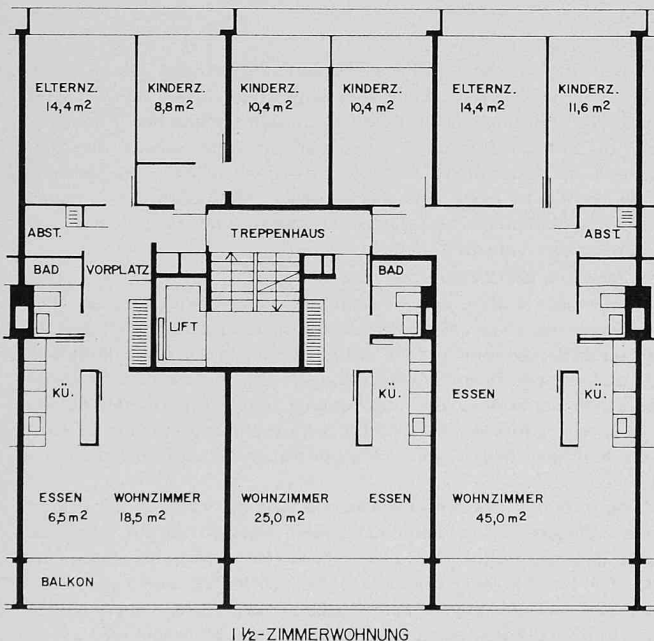 ELTERNZ.
14,4 m²
KINDERZ.
8,8 m²
KINDERZ.
10,4 m²
KINDERZ.
10,4 m²
ELTERNZ.
14,4 m²
KINDERZ.
11,6 m²
ABST.
TREPPENHAUS
ABST.
BAD
VORPLATZ
BAD
LIFT
KÜ.
KÜ.
ESSEN
KÜ.
ESSEN
6,5 m²
WOHNZIMMER
18,5 m²
WOHNZIMMER
25,0 m²
ESSEN
WOHNZIMMER
45,0 m²
BALKON
1 ½-ZIMMERWOHNUNG